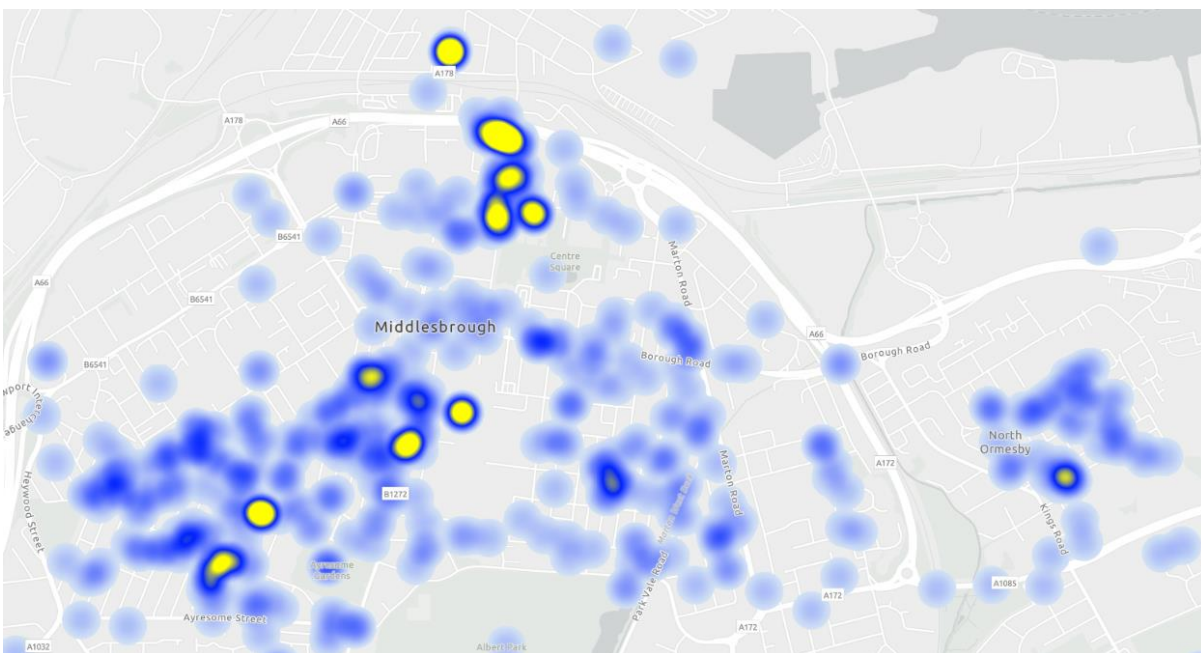 A178
A178
A66
B6541
Centre
Square
Marton Road
A66
B6541
Middlesbrough
A66
Borough Road
Borough Road
B6541
wport Interchange
North
Ormesby
Heywood Street
Marton Road
A172
B1272
Kings Road
Ayresome
Gardens
Park Vale Road
A1085
A172
Ayresome Street
A172
A1032
Albert Park